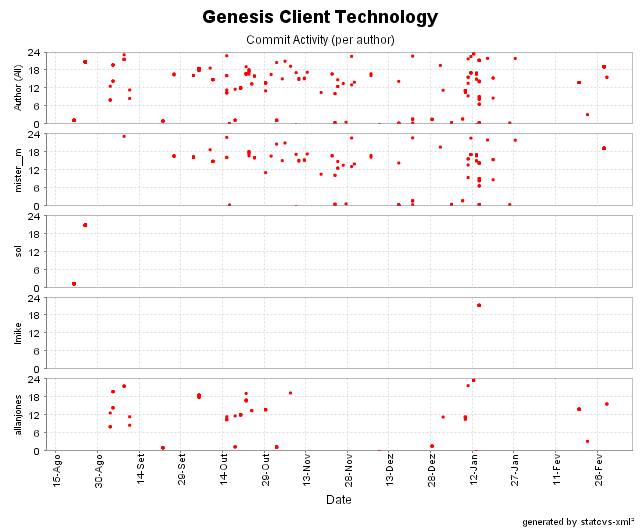 Genesis Client Technology
Commit Activity (per author)
Author (All)
24
18
12
6
0
mister__m
24
18
12
6
0
sol
24
18
12
6
0
lmike
24
18
12
6
0
allanjones
24
18
12
6
0
15-Ago
30-Ago
14-Set
29-Set
14-Out
29-Out
13-Nov
28-Nov
13-Dez
28-Dez
12-Jan
27-Jan
11-Fev
26-Fev
Date
generated by statcvs-xml²